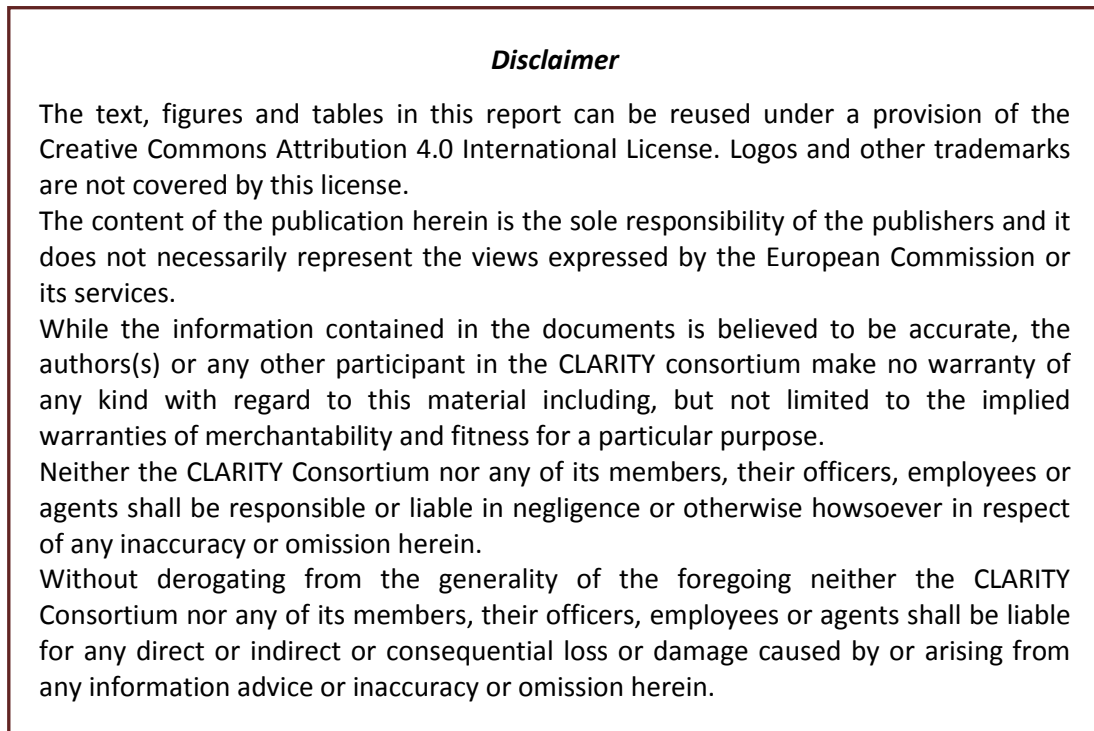 Disclaimer
The text, figures and tables in this report can be reused under a provision of the
Creative Commons Attribution 4.0 International License. Logos and other trademarks
are not covered by this license.
The content of the publication herein is the sole responsibility of the publishers and it
does not necessarily represent the views expressed by the European Commission or
its services.
While the information contained in the documents is believed to be accurate, the
authors(s) or any other participant in the CLARITY consortium make no warranty of
any kind with regard to this material including, but not limited to the implied
warranties of merchantability and fitness for a particular purpose.
Neither the CLARITY Consortium nor any of its members, their officers, employees or
agents shall be responsible or liable in negligence or otherwise howsoever in respect
of any inaccuracy or omission herein.
Without derogating from the generality of the foregoing neither the CLARITY
Consortium nor any of its members, their officers, employees or agents shall be liable
for any direct or indirect or consequential loss or damage caused by or arising from
any information advice or inaccuracy or omission herein.